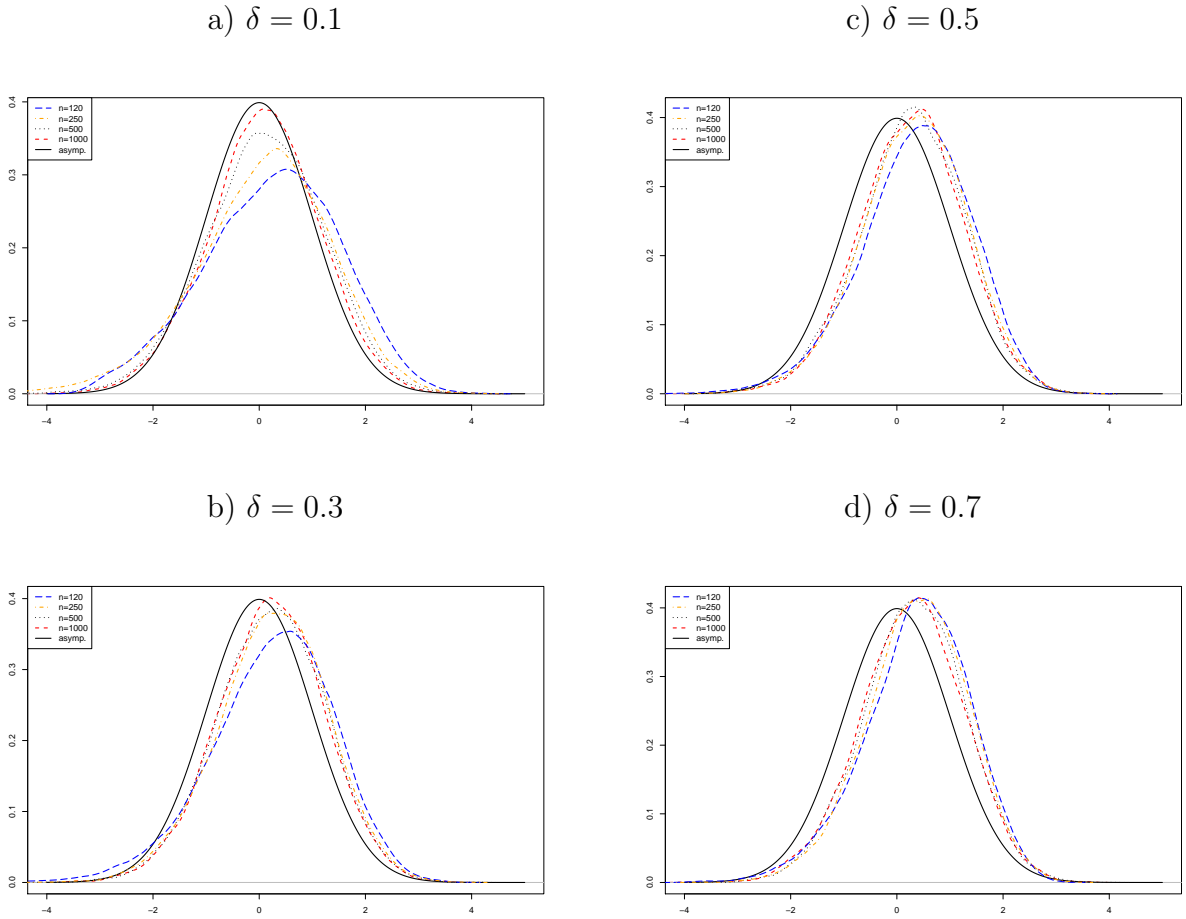 a) δ = 0.1
n=120
n=250
n=500
n=1000
asymp.
0.0
0.1
0.2
0.3
0.4
−4
−2
0
2
4
c) δ = 0.5
n=120
n=250
n=500
n=1000
asymp.
0.0
0.1
0.2
0.3
0.4
−4
−2
0
2
4
b) δ = 0.3
n=120
n=250
n=500
n=1000
asymp.
0.0
0.1
0.2
0.3
0.4
−4
−2
0
2
4
d) δ = 0.7
n=120
n=250
n=500
n=1000
asymp.
0.0
0.1
0.2
0.3
0.4
−4
−2
0
2
4